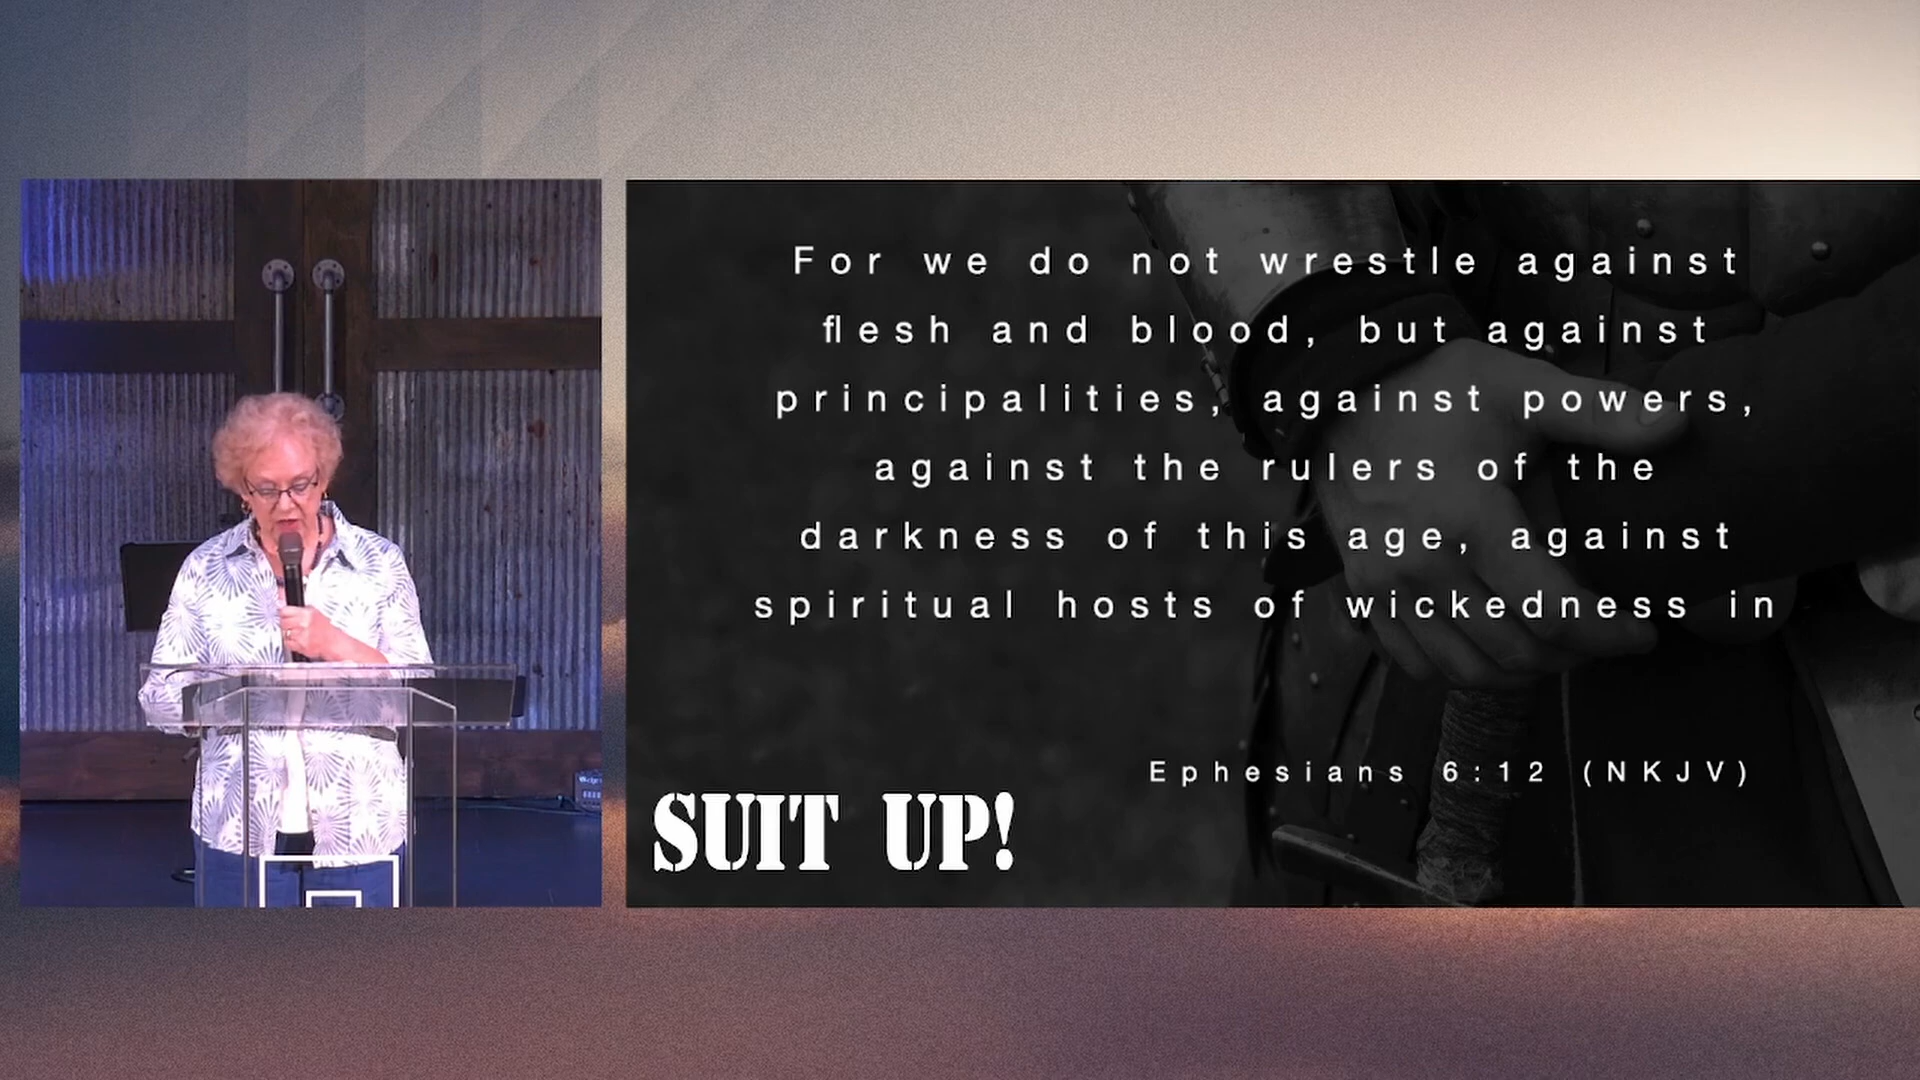 For we do not wrestle against
flesh and blood, but against
principalities, against powers,
against the rulers of the
darkness of this age, against
spiritual hosts of wickedness in
Ephesians 6:12 (NKJV)
SUIT UP!